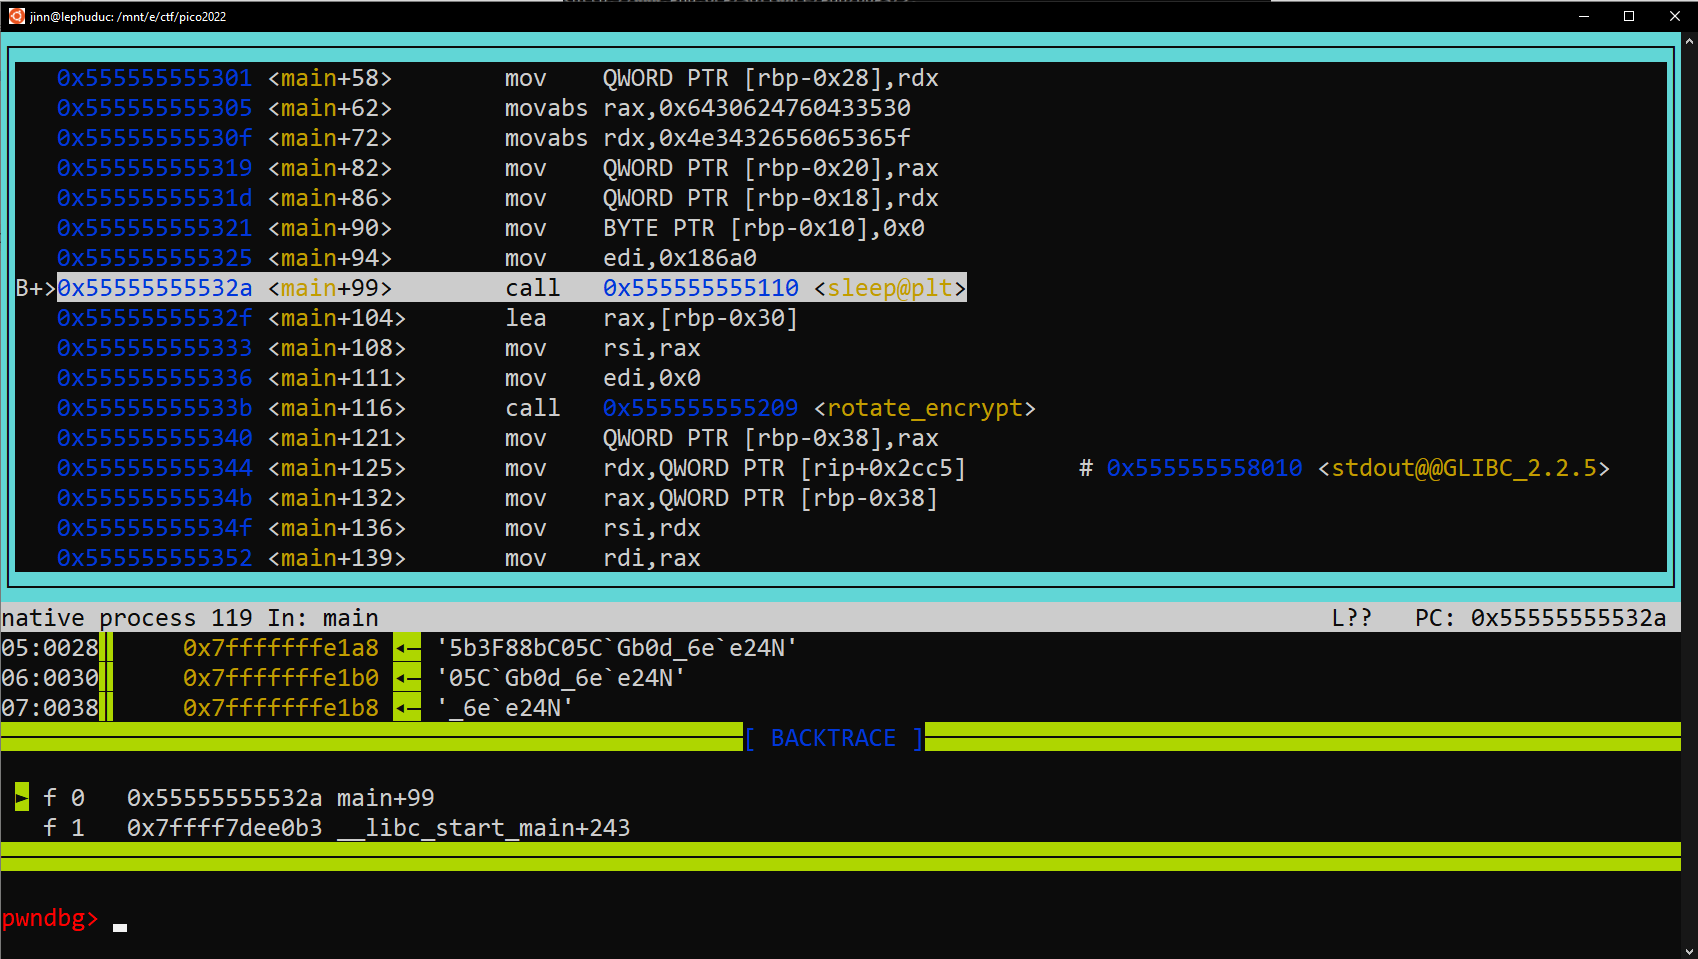 jinn@lephuduc: /mnt/e/ctf/pico2022
0x555555555301 <main+58> mov QWORD PTR [rbp-0x28],rdx
0x555555555305 <main+62> movabs rax,0x6430624760433530
0x55555555530f <main+72> movabs rdx,0x4e3432656065365f
0x555555555319 <main+82> mov QWORD PTR [rbp-0x20],rax
0x55555555531d <main+86> mov QWORD PTR [rbp-0x18],rdx
0x555555555321 <main+90> mov BYTE PTR [rbp-0x10],0x0
0x555555555325 <main+94> mov edi,0x186a0
B+>0x55555555532a <main+99> call 0x555555555110 <sleep@plt>
0x55555555532f <main+104> lea rax,[rbp-0x30]
0x555555555333 <main+108> mov rsi,rax
0x555555555336 <main+111> mov edi,0x0
0x55555555533b <main+116> call 0x555555555209 <rotate_encrypt>
0x555555555340 <main+121> mov QWORD PTR [rbp-0x38],rax
0x555555555344 <main+125> mov rdx,QWORD PTR [rip+0x2cc5] # 0x555555558010 <stdout@@GLIBC_2.2.5>
0x55555555534b <main+132> mov rax,QWORD PTR [rbp-0x38]
0x55555555534f <main+136> mov rsi,rdx
0x555555555352 <main+139> mov rdi,rax
native process 119 In: main L?? PC: 0x55555555532a
05:0028│ 0x7fffffffe1a8 ◂— '5b3F88bC05C`Gb0d_6e`e24N'
06:0030│ 0x7fffffffe1b0 ◂— '05C`Gb0d_6e`e24N'
07:0038│ 0x7fffffffe1b8 ◂— '_6e`e24N'
[ BACKTRACE ]
► f 0 0x55555555532a main+99
f 1 0x7ffff7dee0b3 __libc_start_main+243
pwndbg>